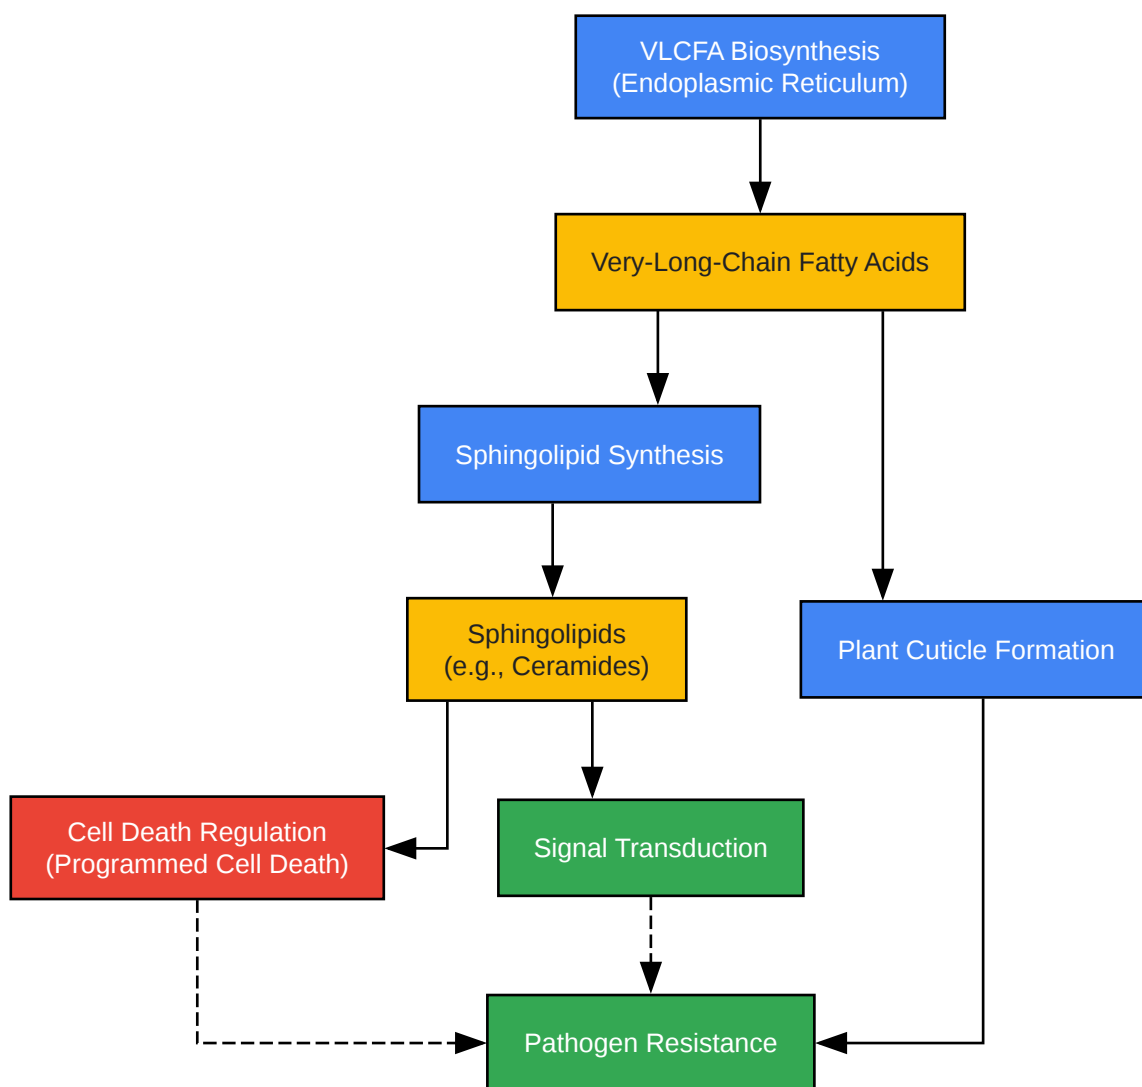 VLCFA Biosynthesis
(Endoplasmic Reticulum)
Very-Long-Chain Fatty Acids
Sphingolipid Synthesis
Sphingolipids
(e.g., Ceramides)
Plant Cuticle Formation
Cell Death Regulation
(Programmed Cell Death)
Signal Transduction
Pathogen Resistance